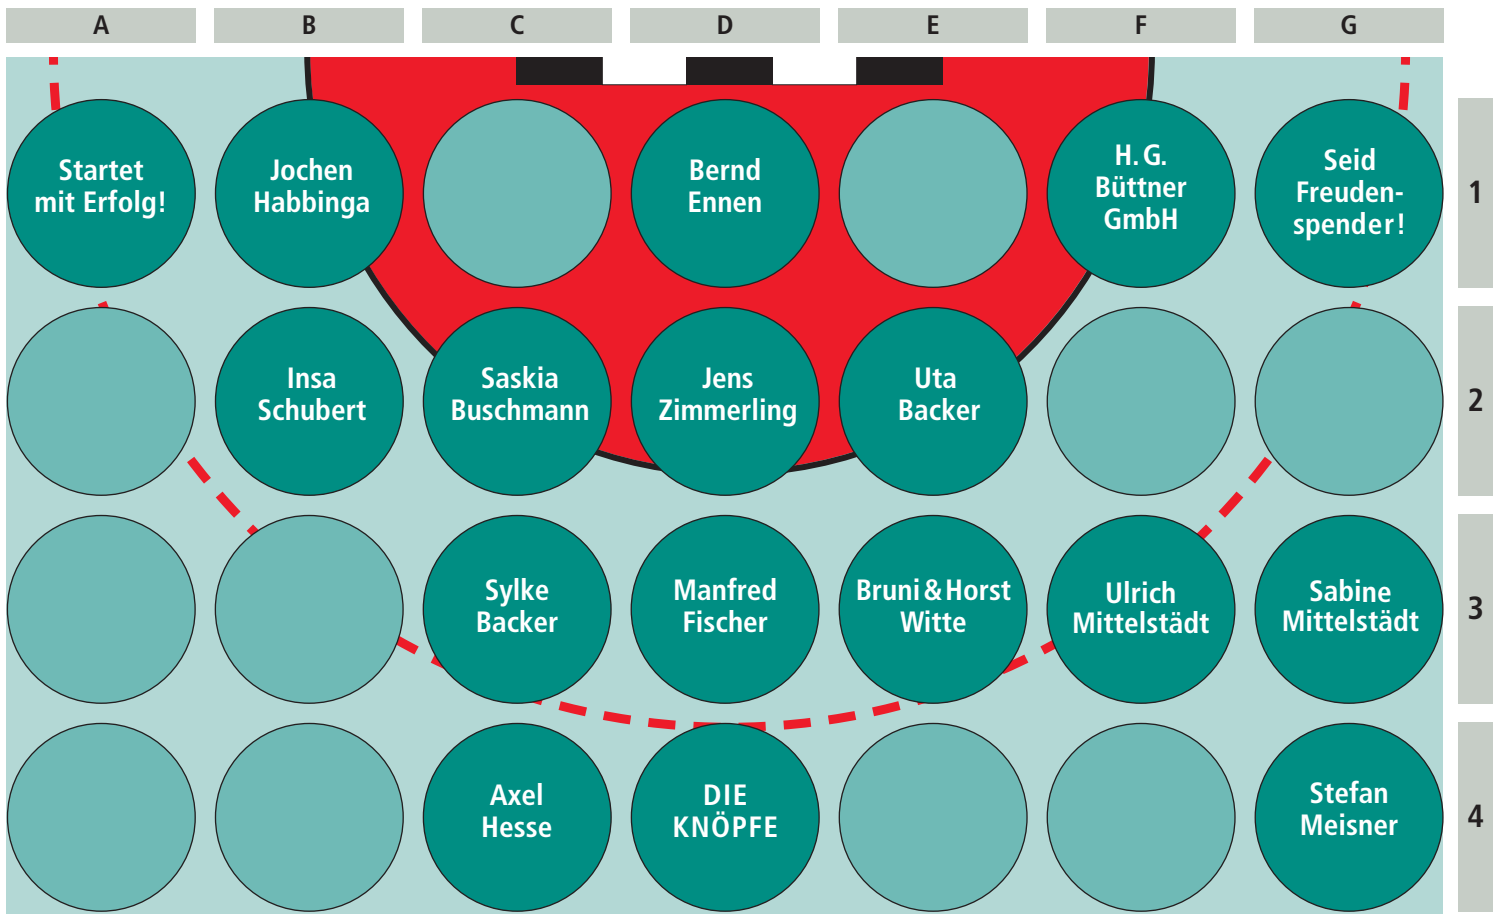 A B C D E F G
Startet
mit Erfolg!
Jochen
Habbinga
Bernd
Ennen
H. G.
Büttner
GmbH
Seid
Freuden-
spender!
1
Insa
Schubert
Saskia
Buschmann
Jens
Zimmerling
Uta
Backer
2
Sylke
Backer
Manfred
Fischer
Bruni & Horst
Witte
Ulrich
Mittelstädt
Sabine
Mittelstädt
3
Axel
Hesse
DIE
KNÖPFE
Stefan
Meisner
4